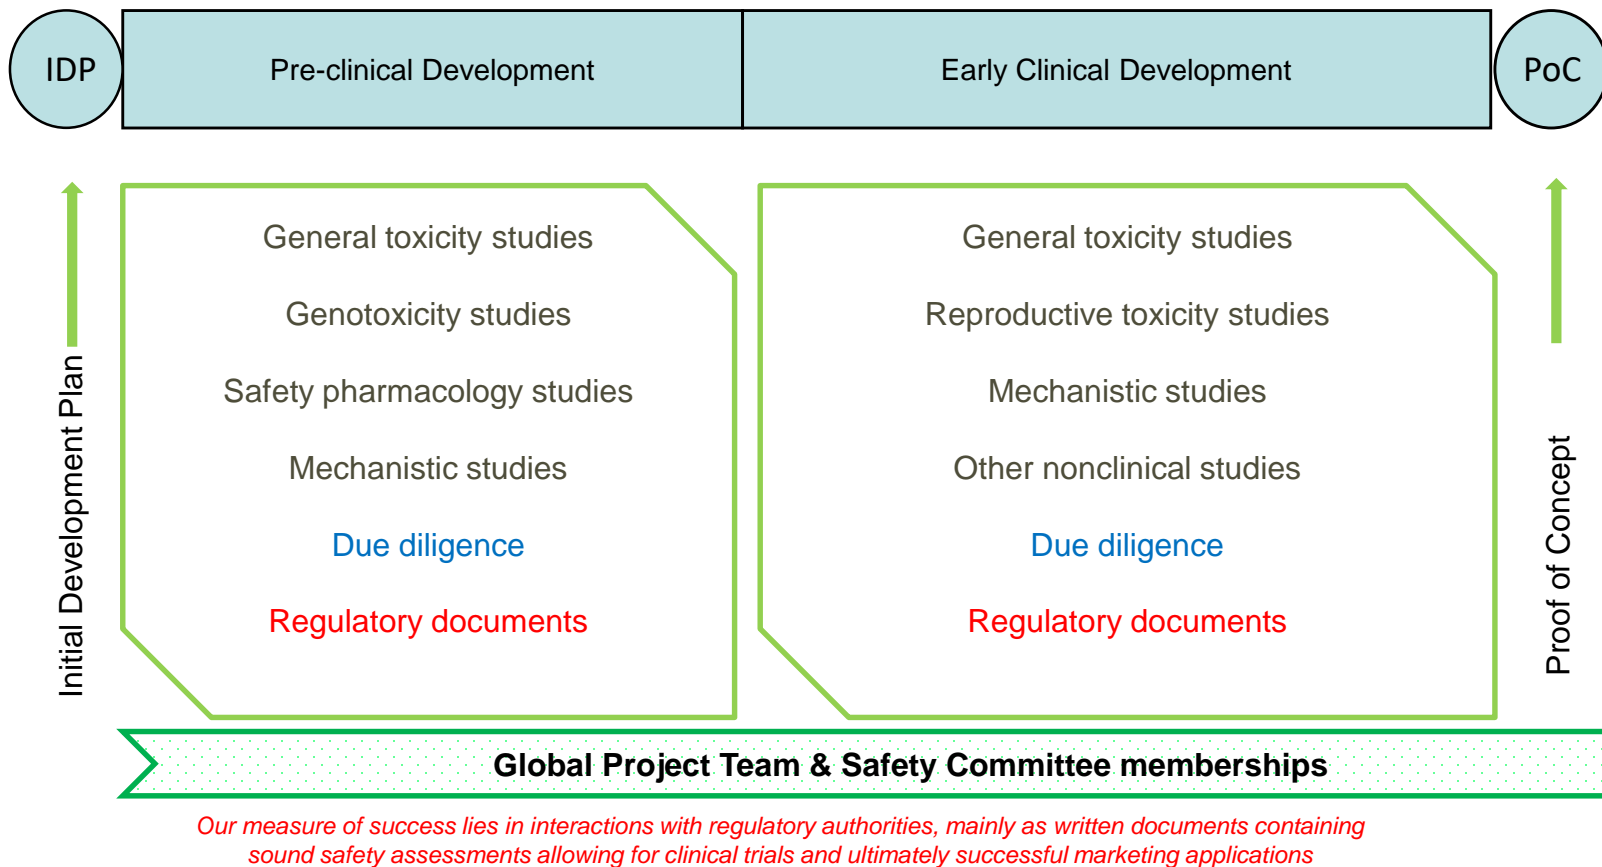 IDP
Pre-clinical Development
Early Clinical Development
PoC
Initial Development Plan
General toxicity studies
Genotoxicity studies
Safety pharmacology studies
Mechanistic studies
Due diligence
Regulatory documents
General toxicity studies
Reproductive toxicity studies
Mechanistic studies
Other nonclinical studies
Due diligence
Regulatory documents
Proof of Concept
Global Project Team & Safety Committee memberships
Our measure of success lies in interactions with regulatory authorities, mainly as written documents containing
sound safety assessments allowing for clinical trials and ultimately successful marketing applications